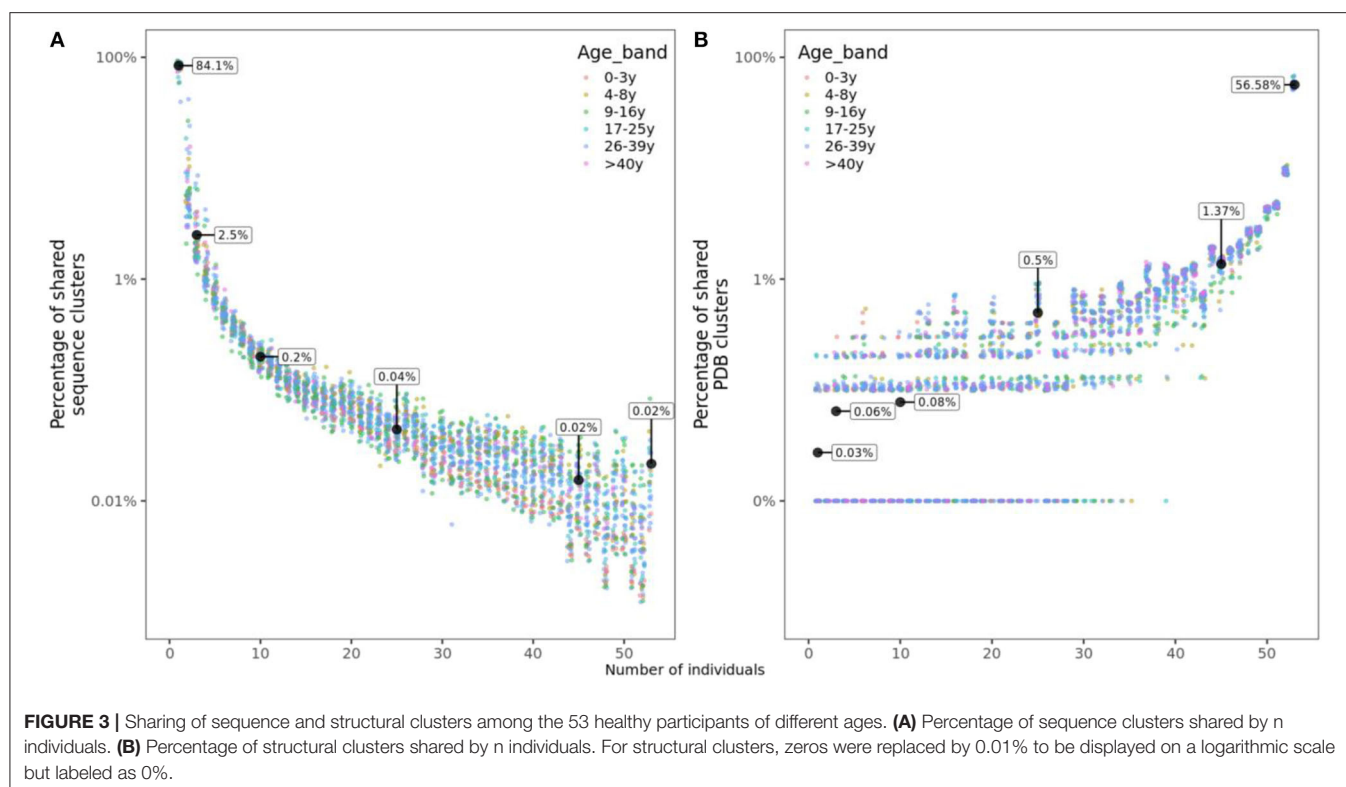 A
Percentage of shared
sequence clusters
100%
1%
0.01%
84.1%
2.5%
0.2%
0.04%
0.02%
0.02%
Age_band
0-3y
4-8y
9-16y
17-25y
26-39y
>40y
0
10
20
30
40
50
B
Percentage of shared
PDB clusters
100%
1%
0%
Age_band
0-3y
4-8y
9-16y
17-25y
26-39y
>40y
56.58%
1.37%
0.5%
0.08%
0.06%
0.03%
0
10
20
30
40
50
Number of individuals
FIGURE 3 | Sharing of sequence and structural clusters among the 53 healthy participants of different ages. (A) Percentage of sequence clusters shared by n
individuals. (B) Percentage of structural clusters shared by n individuals. For structural clusters, zeros were replaced by 0.01% to be displayed on a logarithmic scale
but labeled as 0%.